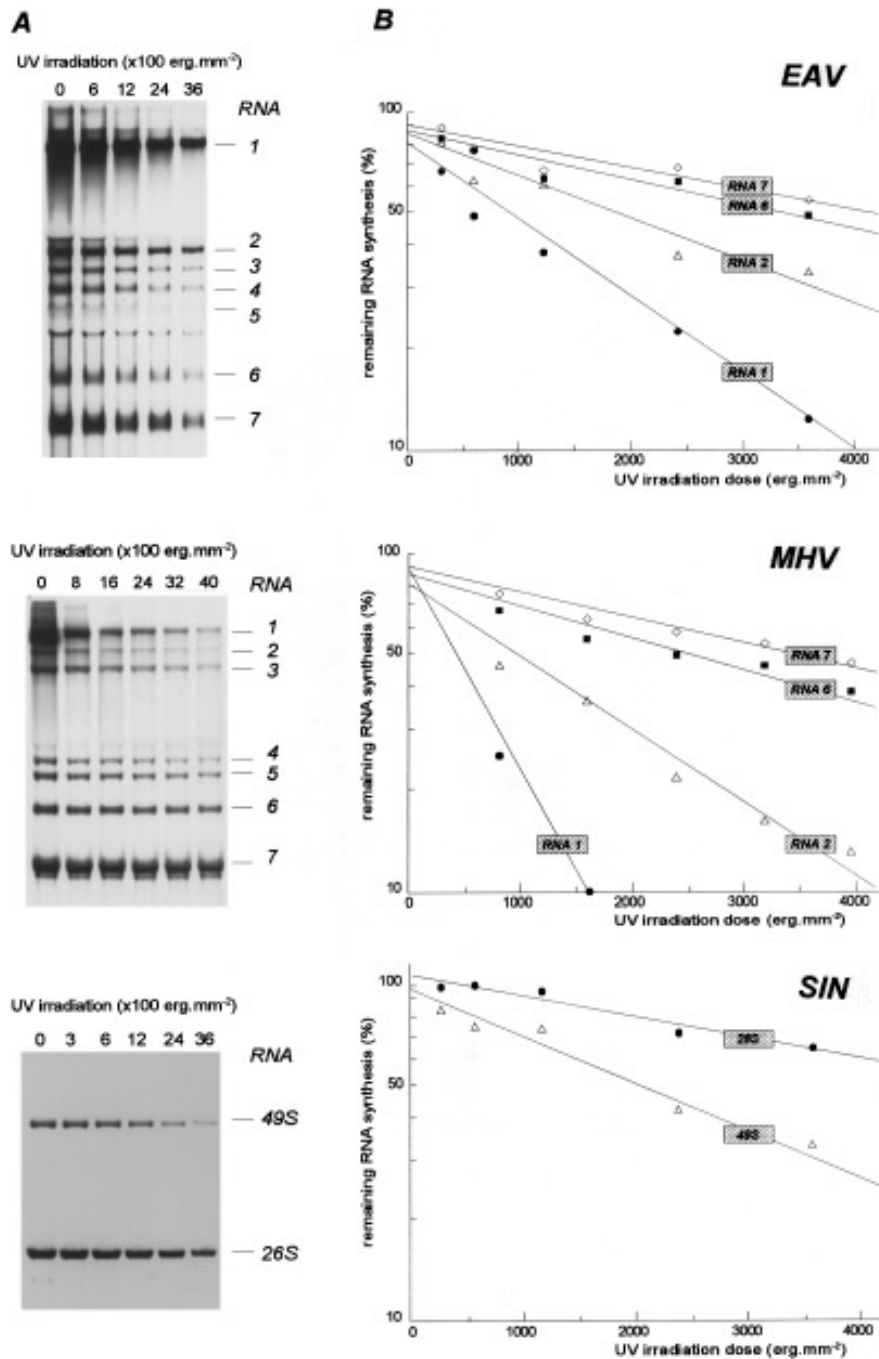 A
UV irradiation (x100 erg.mm-2)
0 6 12 24 36
RNA
1
2
3
4
5
6
7
B
EAV
100
50
10
remaining RNA synthesis (%)
RNA 7
RNA 6
RNA 2
RNA 1
0 1000 2000 3000 4000
UV irradiation dose (erg.mm-2)
UV irradiation (x100 erg.mm-2)
0 8 16 24 32 40
RNA
1
2
3
4
5
6
7
MHV
100
50
10
remaining RNA synthesis (%)
RNA 7
RNA 6
RNA 1
RNA 2
0 1000 2000 3000 4000
UV irradiation dose (erg.mm-2)
UV irradiation (x100 erg.mm-2)
0 3 6 12 24 36
RNA
49S
26S
SIN
100
50
10
remaining RNA synthesis (%)
26S
49S
0 1000 2000 3000 4000
UV irradiation dose (erg.mm-2)